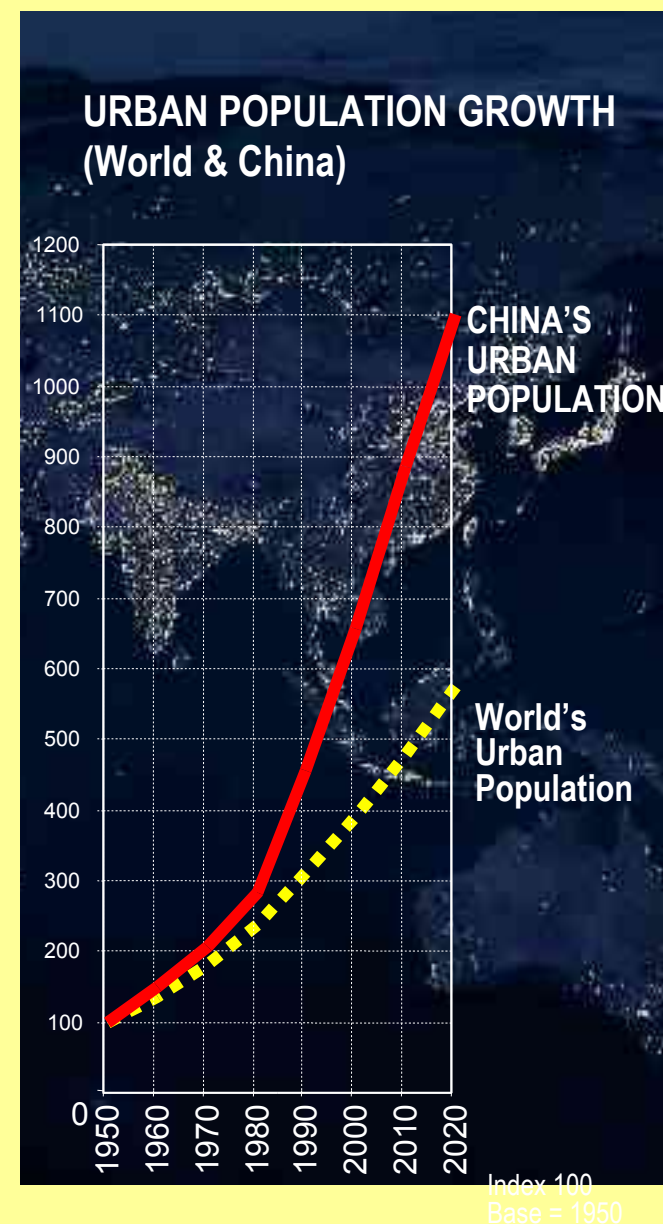 URBAN POPULATION GROWTH
(World & China)
1200
1100
1000
900
800
700
600
500
400
300
200
100
0
CHINA'S
URBAN
POPULATION
World's
Urban
Population
1950
1960
1970
1980
1990
2000
2010
2020
Index 100
Base = 1950